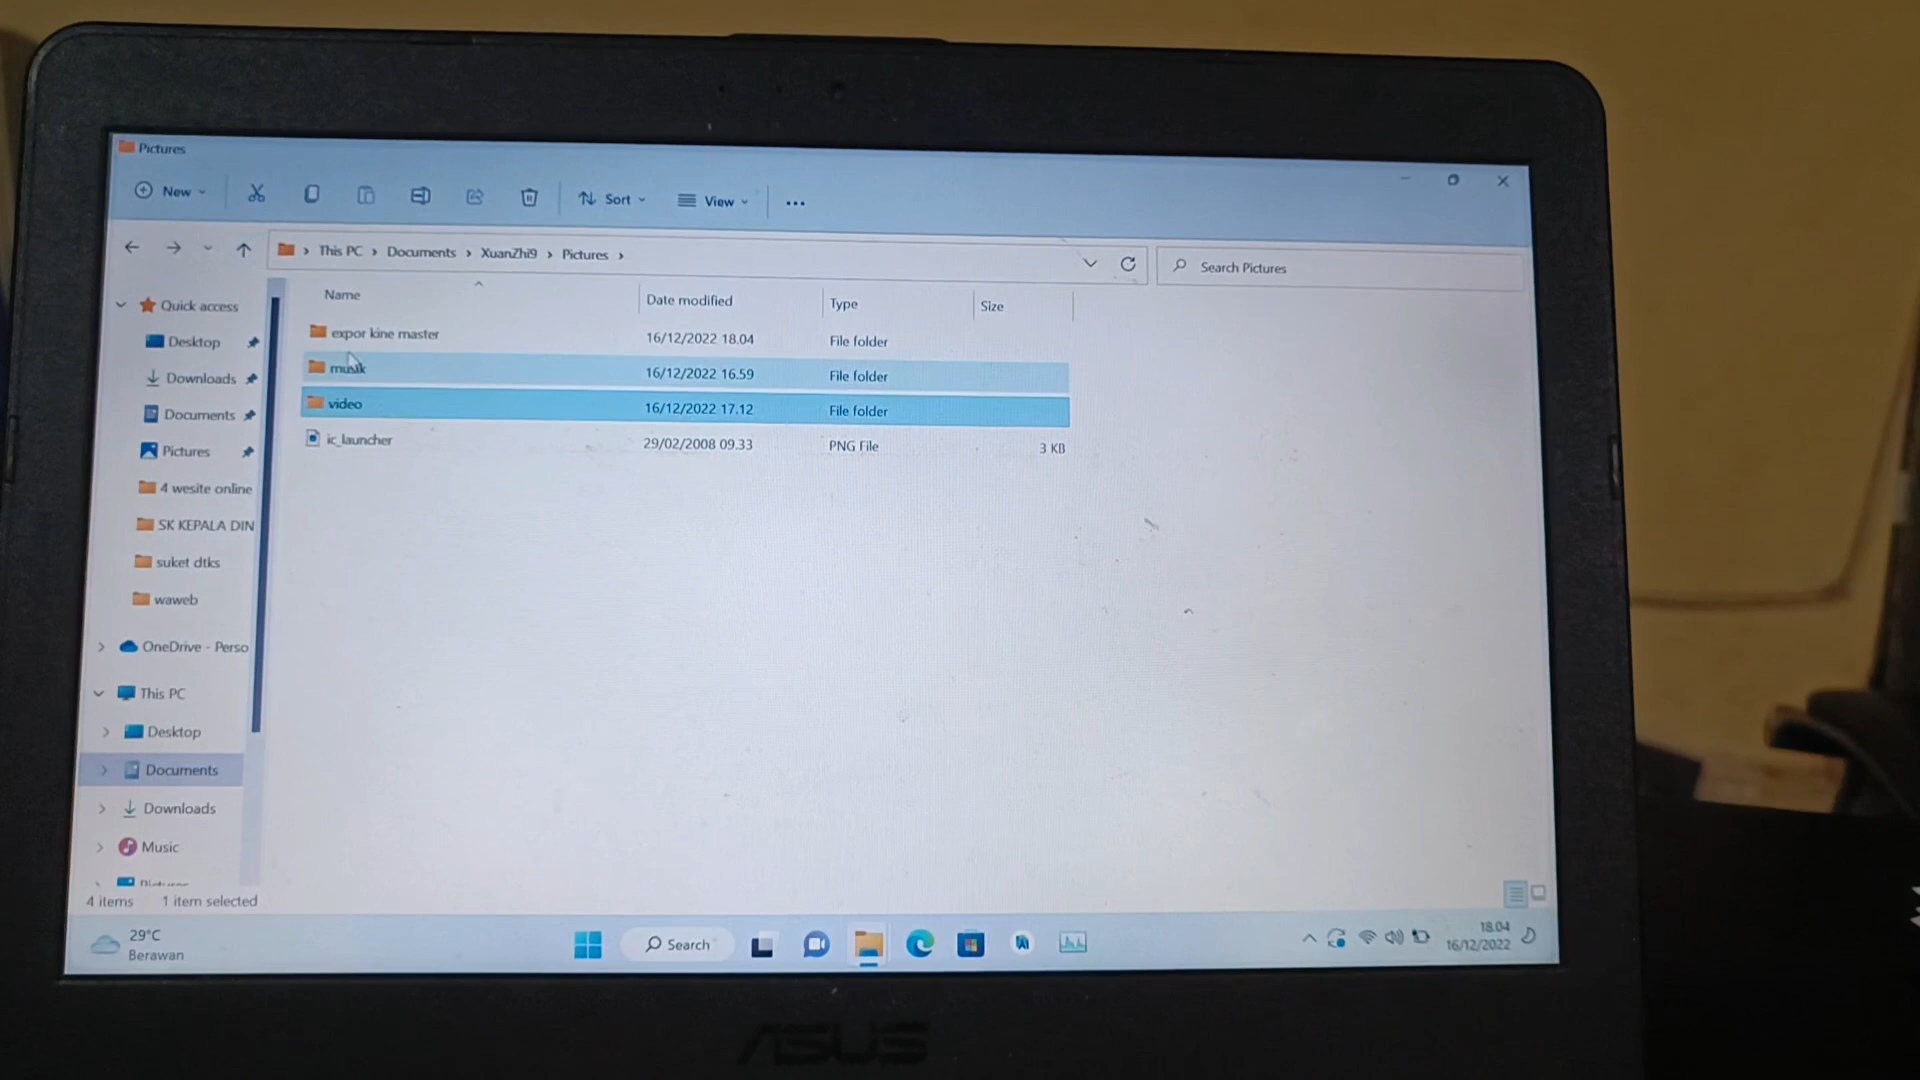 Pictures
New
Sort
View
This PC > Documents > XuanZhi9 > Pictures >
Search Pictures
Name
Date modified
Type
Size
expor kine master
16/12/2022 18.04
File folder
musik
16/12/2022 16.59
File folder
video
16/12/2022 17.12
File folder
ic_launcher
29/02/2008 09.33
PNG File
3 KB
Quick access
Desktop
Downloads
Documents
Pictures
4 wesite online
SK KEPALA DIN
suket dtks
waweb
OneDrive - Perso
This PC
Desktop
Documents
Downloads
Music
Pictures
4 items
1 item selected
29°C
Berawan
Search
18.04
16/12/2022
ASUS